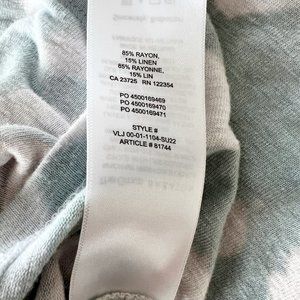 85% RAYON,
15% LINEN
85% RAYONNE,
15% LIN
CA 23725 RN 122354
PO 4500169469
PO 4500169470
PO 4500169471
STYLE #
VLJ 00-01-1104-SU22
ARTICLE # 81744